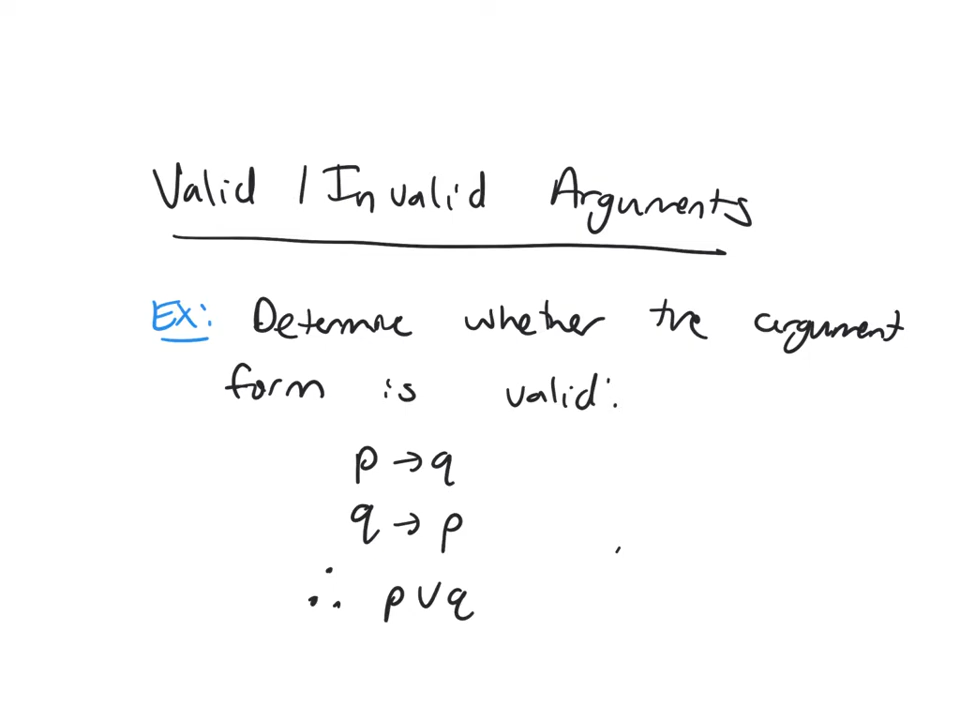 Valid / Invalid Arguments
Ex: Determine whether the argument
form is valid:
p → q
q → p
∴ p ∨ q